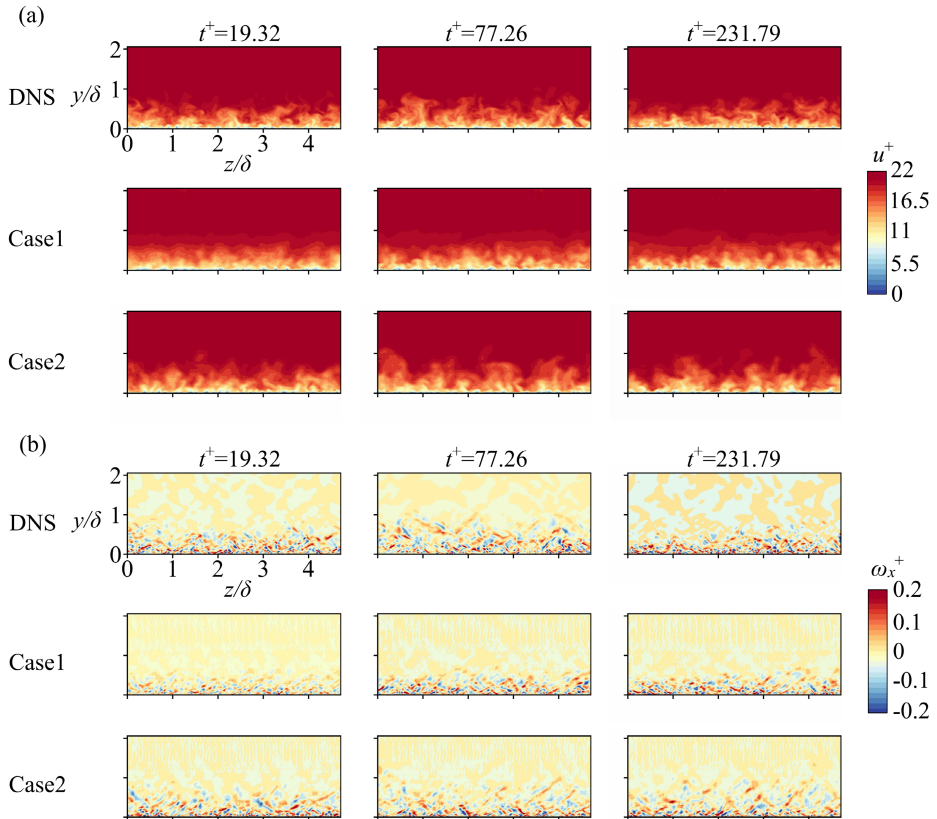 (a)
t⁺=19.32 t⁺=77.26 t⁺=231.79
DNS y/δ
2
1
0
0 1 2 3 4
z/δ
u⁺
22
16.5
11
5.5
0
Case1
Case2
(b)
t⁺=19.32 t⁺=77.26 t⁺=231.79
DNS y/δ
2
1
0
0 1 2 3 4
z/δ
ωₓ⁺
0.2
0.1
0
-0.1
-0.2
Case1
Case2